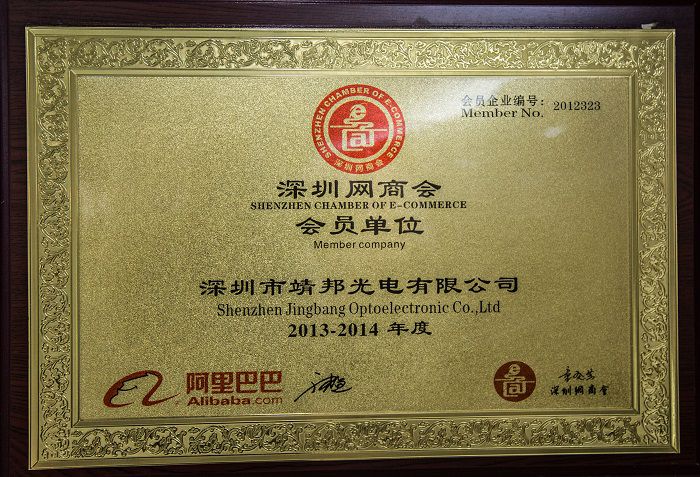 SHENZHEN CHAMBER OF E-COMMERCE
深圳网商会
会员企业编号: 2012323
Member No.
深圳网商会
SHENZHEN CHAMBER OF E-COMMERCE
会员单位
Member company
深圳市靖邦光电有限公司
Shenzhen Jingbang Optoelectronic Co.,Ltd
2013-2014 年度
阿里巴巴
Alibaba.com
深圳网商會